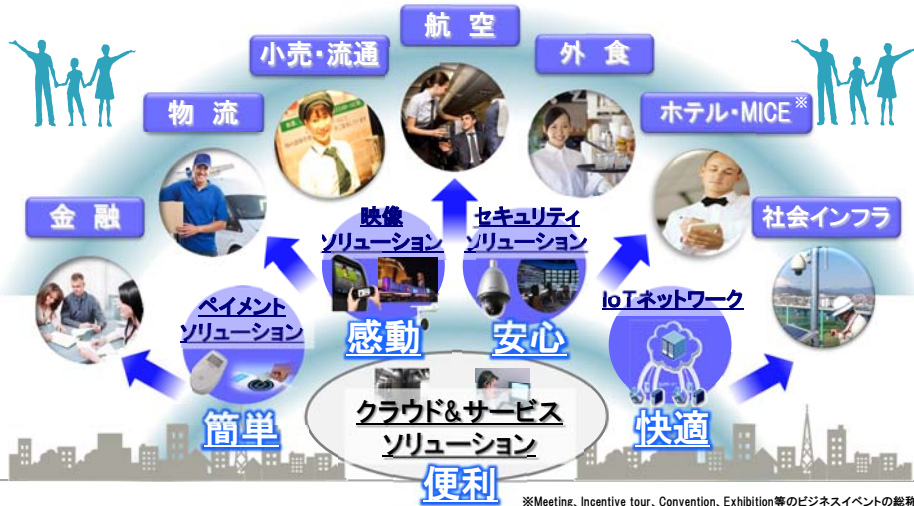 航 空
小売・流通
外 食
物 流
ホテル・MICE※
金 融
社会インフラ
映像
ソリューション
セキュリティ
ソリューション
ペイメント
ソリューション
IoTネットワーク
感動
安心
簡単
快適
クラウド&サービス
ソリューション
便利
※Meeting、Incentive tour、Convention、Exhibition等のビジネスイベントの総称